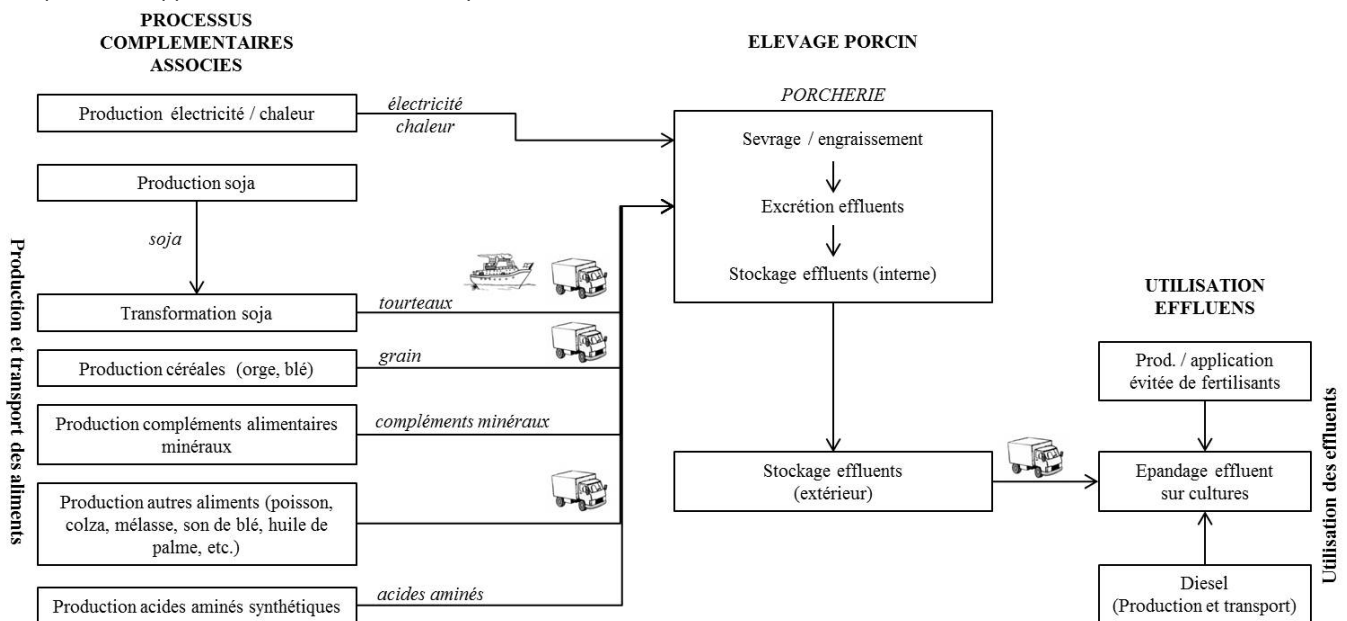 PROCESSUS
COMPLEMENTAIRES
ASSOCIES
Production électricité / chaleur
électricité
chaleur
Production soja
soja
Transformation soja
tourteaux
Production céréales (orge, blé)
grain
Production compléments alimentaires
minéraux
compléments minéraux
Production autres aliments (poisson,
colza, mélasse, son de blé, huile de
palme, etc.)
Production acides aminés synthétiques
acides aminés
Production et transport des aliments
ELEVAGE PORCIN
PORCHERIE
Sevrage / engraissement
Excrétion effluents
Stockage effluents (interne)
Stockage effluents
(extérieur)
UTILISATION
EFFLUENS
Prod. / application
évitée de fertilisants
Epandage effluent
sur cultures
Diesel
(Production et transport)
Utilisation des effluents